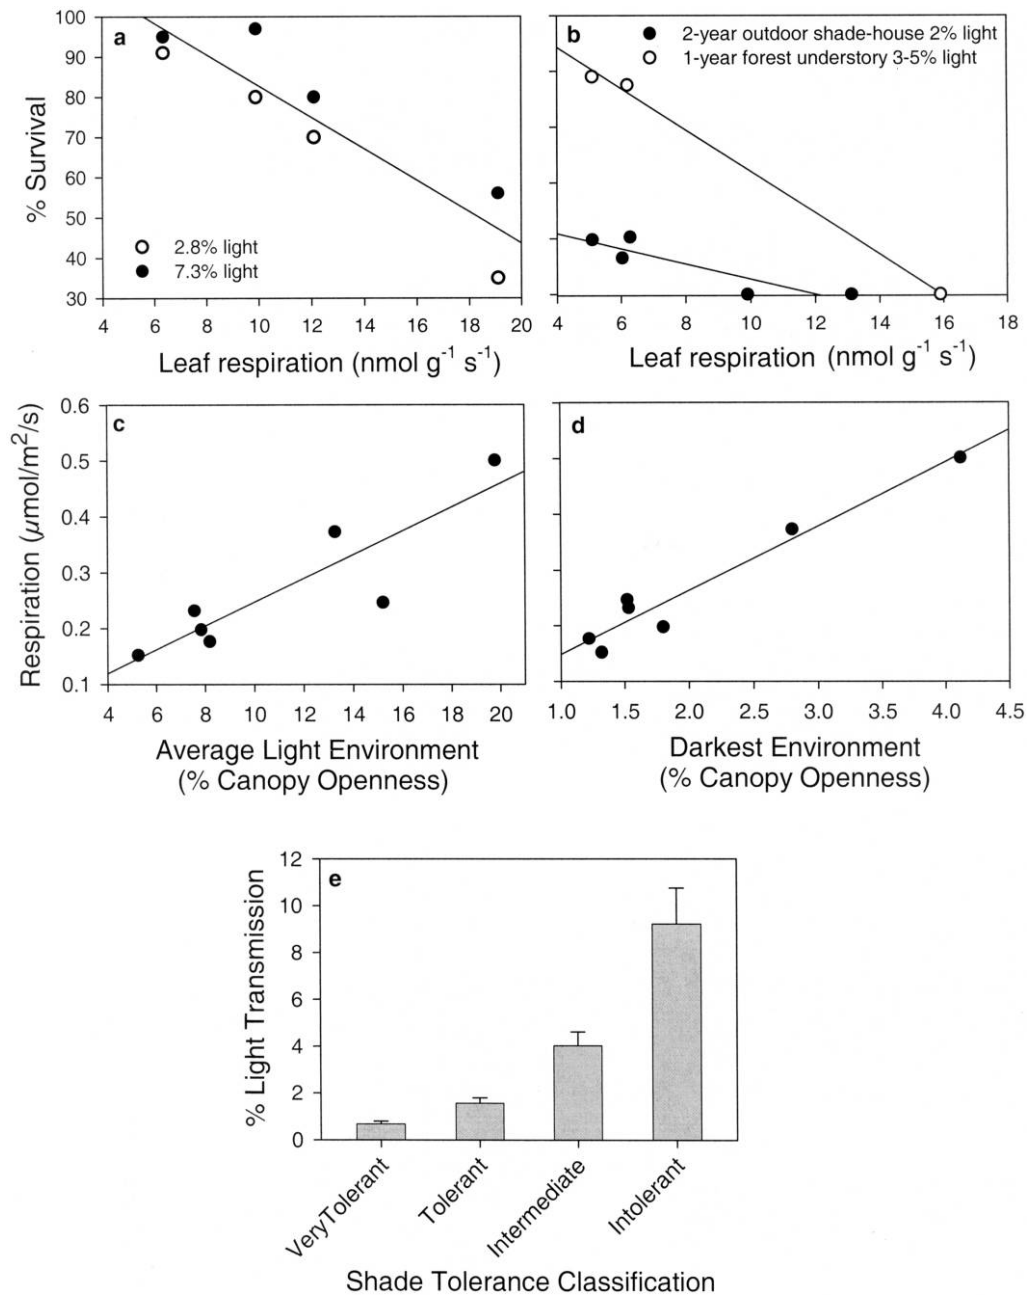 a
100
90
80
70
60
50
40
30
% Survival
2.8% light
7.3% light
4 6 8 10 12 14 16 18 20
Leaf respiration (nmol g⁻¹ s⁻¹)
b
2-year outdoor shade-house 2% light
1-year forest understory 3-5% light
4 6 8 10 12 14 16 18
Leaf respiration (nmol g⁻¹ s⁻¹)
c
0.6
0.5
0.4
0.3
0.2
0.1
Respiration (μmol/m²/s)
4 6 8 10 12 14 16 18 20
Average Light Environment
(% Canopy Openness)
d
1.0 1.5 2.0 2.5 3.0 3.5 4.0 4.5
Darkest Environment
(% Canopy Openness)
e
12
10
8
6
4
2
0
% Light Transmission
VeryTolerant
Tolerant
Intermediate
Intolerant
Shade Tolerance Classification